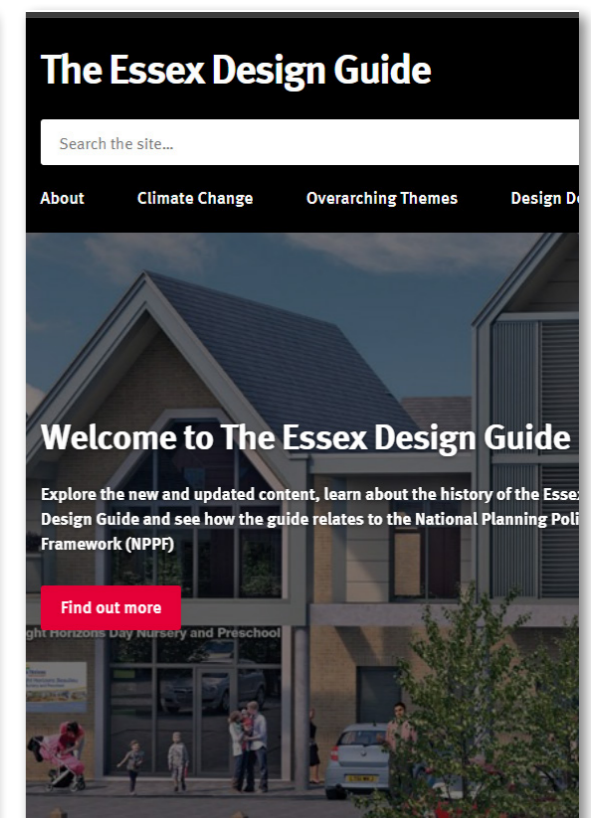 The Essex Design Guide
Search the site...
About Climate Change Overarching Themes Design
Welcome to The Essex Design Guide
Explore the new and updated content, learn about the history of the
Design Guide and see how the guide relates to the National Planning
Framework (NPPF)
Find out more
Horizons Day Nursery and Preschool